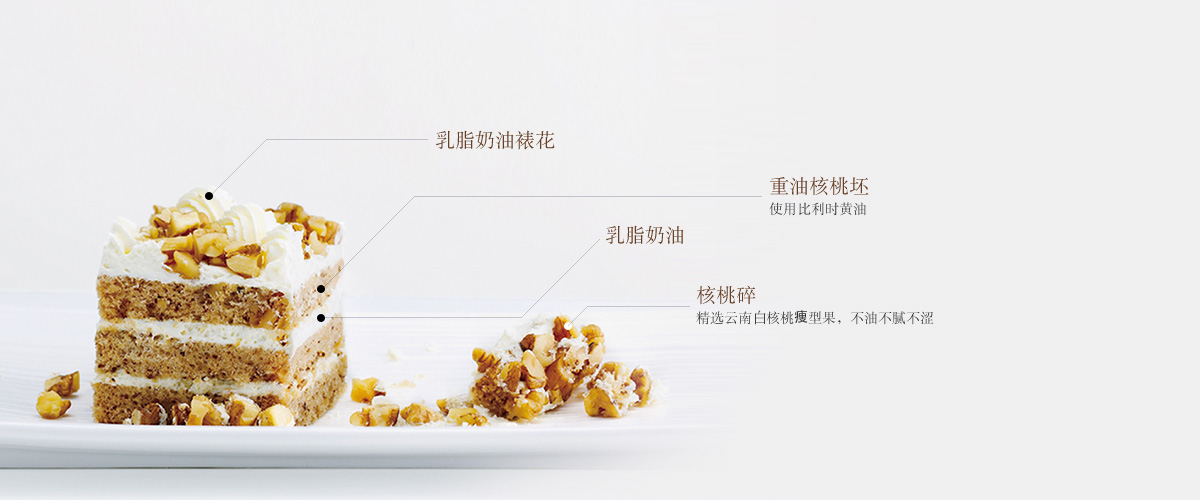 乳脂奶油裱花
重油核桃坯
使用比利时黄油
乳脂奶油
核桃碎
精选云南白核桃瘦型果，不油不腻不涩